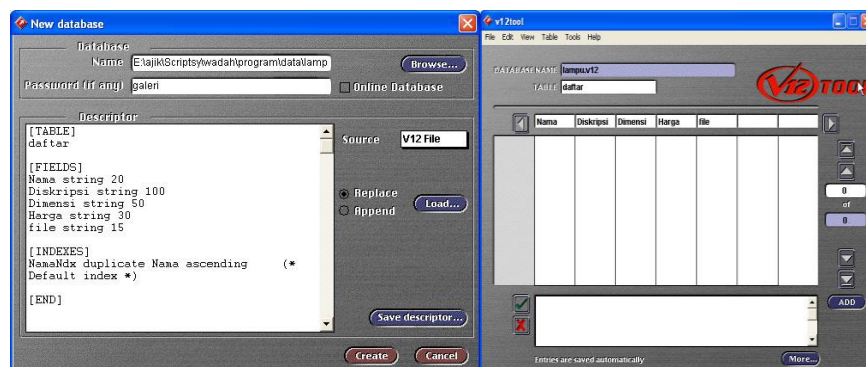 New database
Database
Name E:\ajik\Scripsy\wadah\program\data\lamp Browse...
Password (if any) galeri Online Database
Descriptor
[TABLE]
daftar
[FIELDS]
Nama string 20
Diskripsi string 100
Dimensi string 50
Harga string 30
file string 15
[INDEXES]
NamaNdx duplicate Nama ascending (*
Default index *)
[END]
Source V12 File
Replace
Append
Load...
Save descriptor...
Create Cancel
v12tool
File Edit View Table Tools Help
DATABASE NAME lampu.v12
TABLE daftar
V12 TOOL
Nama Diskripsi Dimensi Harga file
0
of
0
ADD
Entries are saved automatically
More...